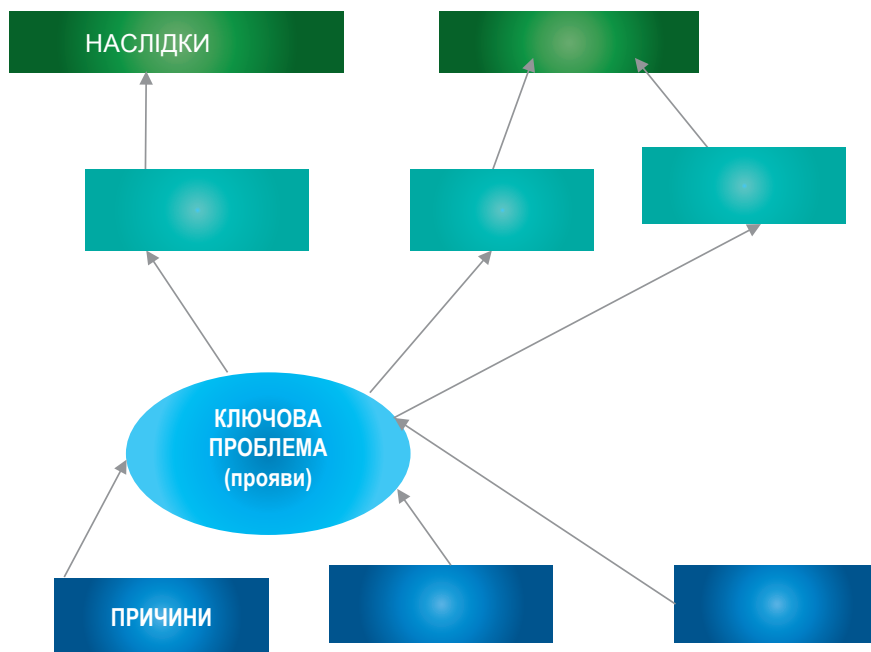 НАСЛІДКИ
КЛЮЧОВА
ПРОБЛЕМА
(прояви)
ПРИЧИНИ